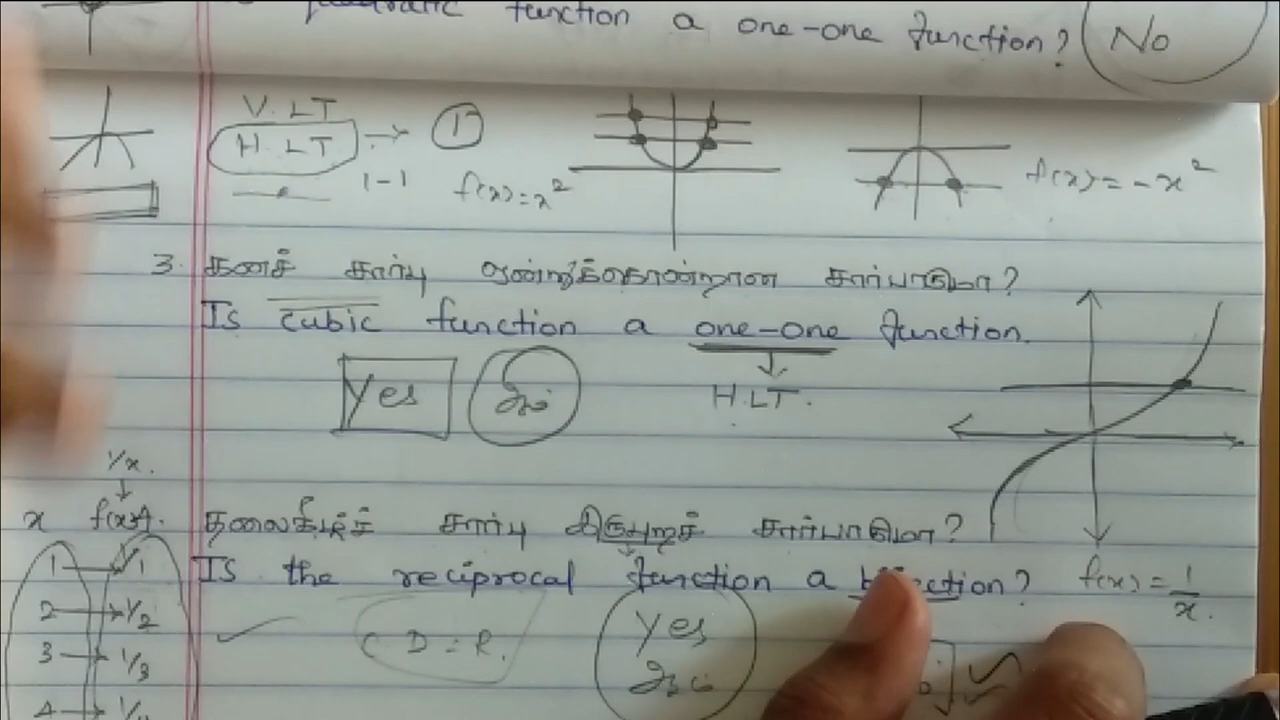 function a one-one function? No
V.LT
H.LT → 1
1-1
f(x)=x²
f(x)=-x²
3. கனச் சார்பு ஒன்றுக்கொன்றான சார்பாகுமா?
Is cubic function a one-one function.
Yes ஆம்
H.LT.
1/x.
x f(x) 4. தலைகீழ்ச் சார்பு இருபுறச் சார்பாகுமா?
Is the reciprocal function a f(x)=1/x.
1 → 1
2 → 1/2
3 → 1/3
C D = R.
Yes
ஆம்
4